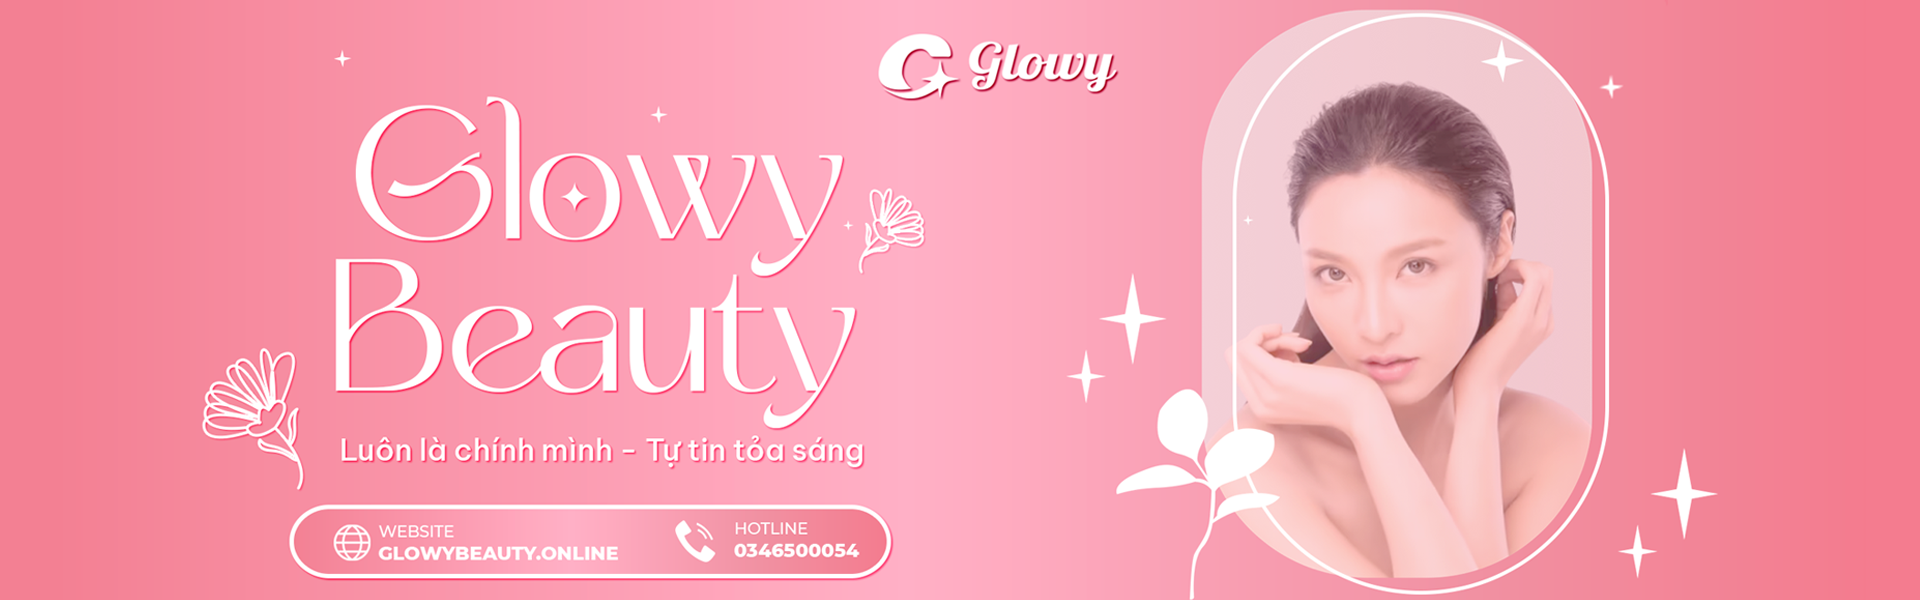 Glowy
Glowy
Beauty
Luôn là chính mình - Tự tin tỏa sáng
WEBSITE
GLOWYBEAUTY.ONLINE
HOTLINE
0346500054